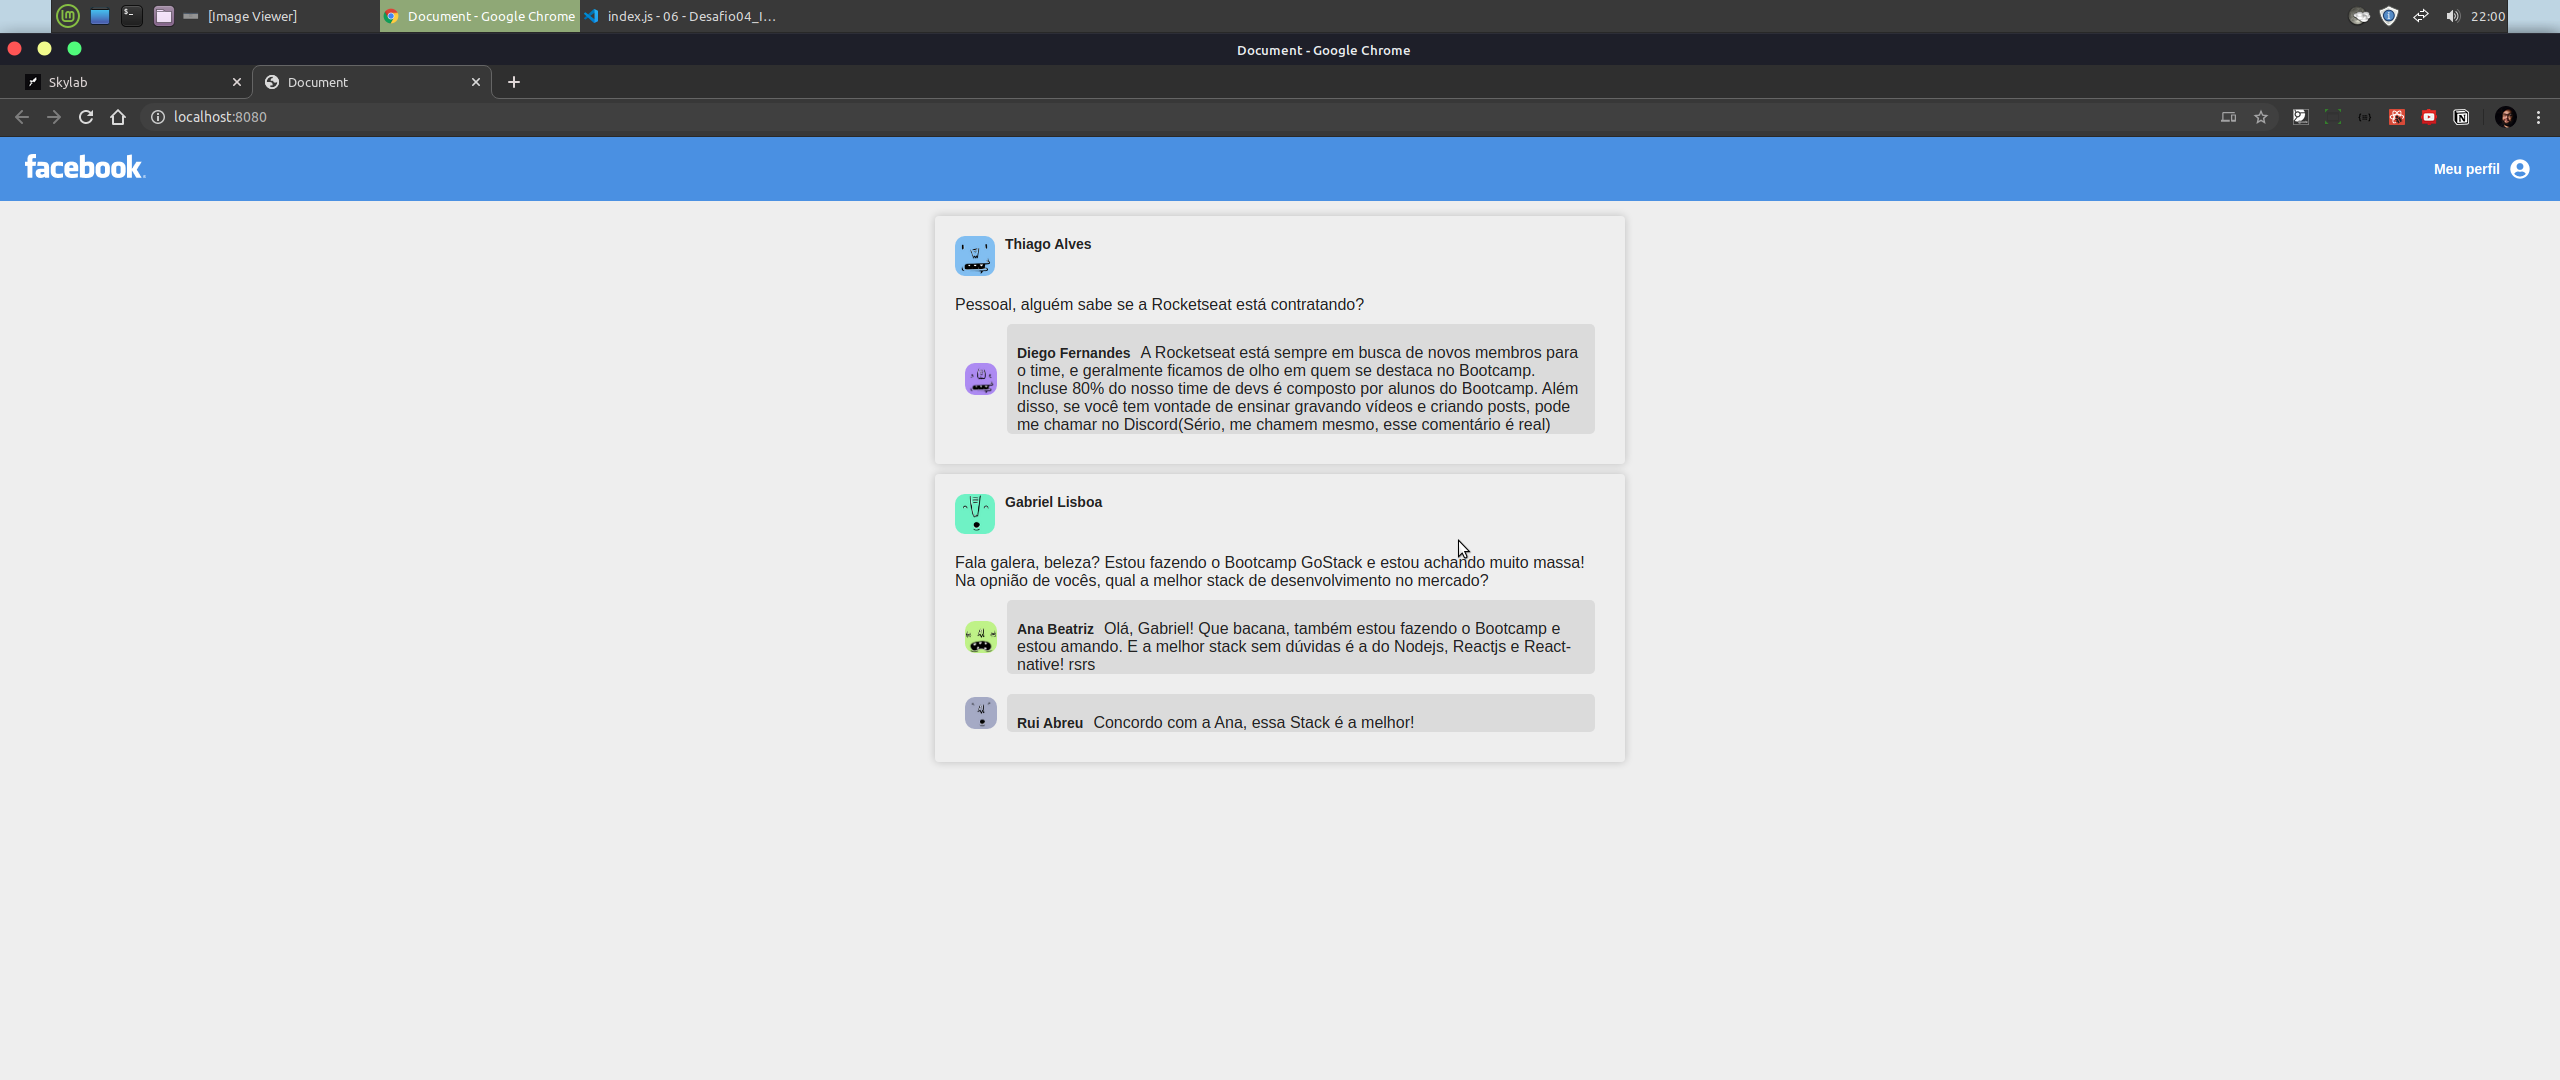 [Image Viewer]
Document - Google Chrome
index.js - 06 - Desafio04_I...
22:00
Document - Google Chrome
Skylab
Document
localhost:8080
facebook.
Meu perfil
Thiago Alves
Pessoal, alguém sabe se a Rocketseat está contratando?
Diego Fernandes A Rocketseat está sempre em busca de novos membros para
o time, e geralmente ficamos de olho em quem se destaca no Bootcamp.
Incluse 80% do nosso time de devs é composto por alunos do Bootcamp. Além
disso, se você tem vontade de ensinar gravando vídeos e criando posts, pode
me chamar no Discord(Sério, me chamem mesmo, esse comentário é real)
Gabriel Lisboa
Fala galera, beleza? Estou fazendo o Bootcamp GoStack e estou achando muito massa!
Na opnião de vocês, qual a melhor stack de desenvolvimento no mercado?
Ana Beatriz Olá, Gabriel! Que bacana, também estou fazendo o Bootcamp e
estou amando. E a melhor stack sem dúvidas é a do Nodejs, Reactjs e React-
native! rsrs
Rui Abreu Concordo com a Ana, essa Stack é a melhor!